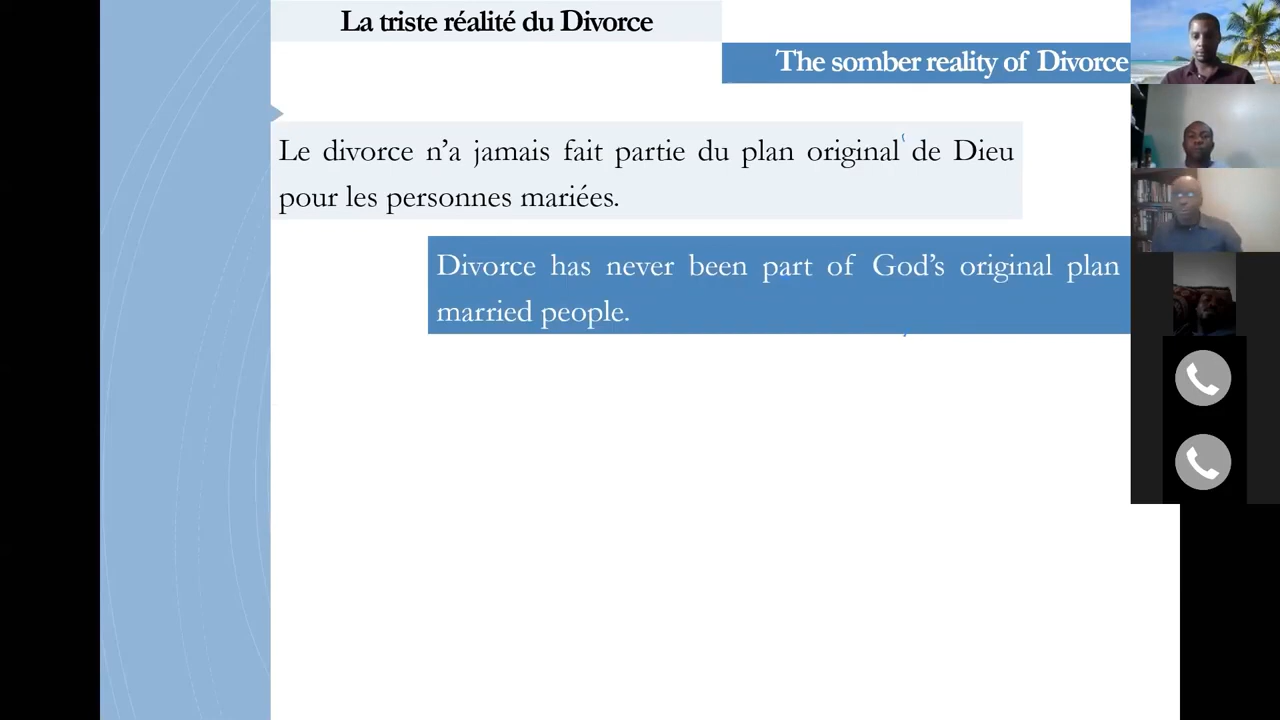 La triste réalité du Divorce
The somber reality of Divorce
Le divorce n’a jamais fait partie du plan original de Dieu
pour les personnes mariées.
Divorce has never been part of God’s original plan
married people.